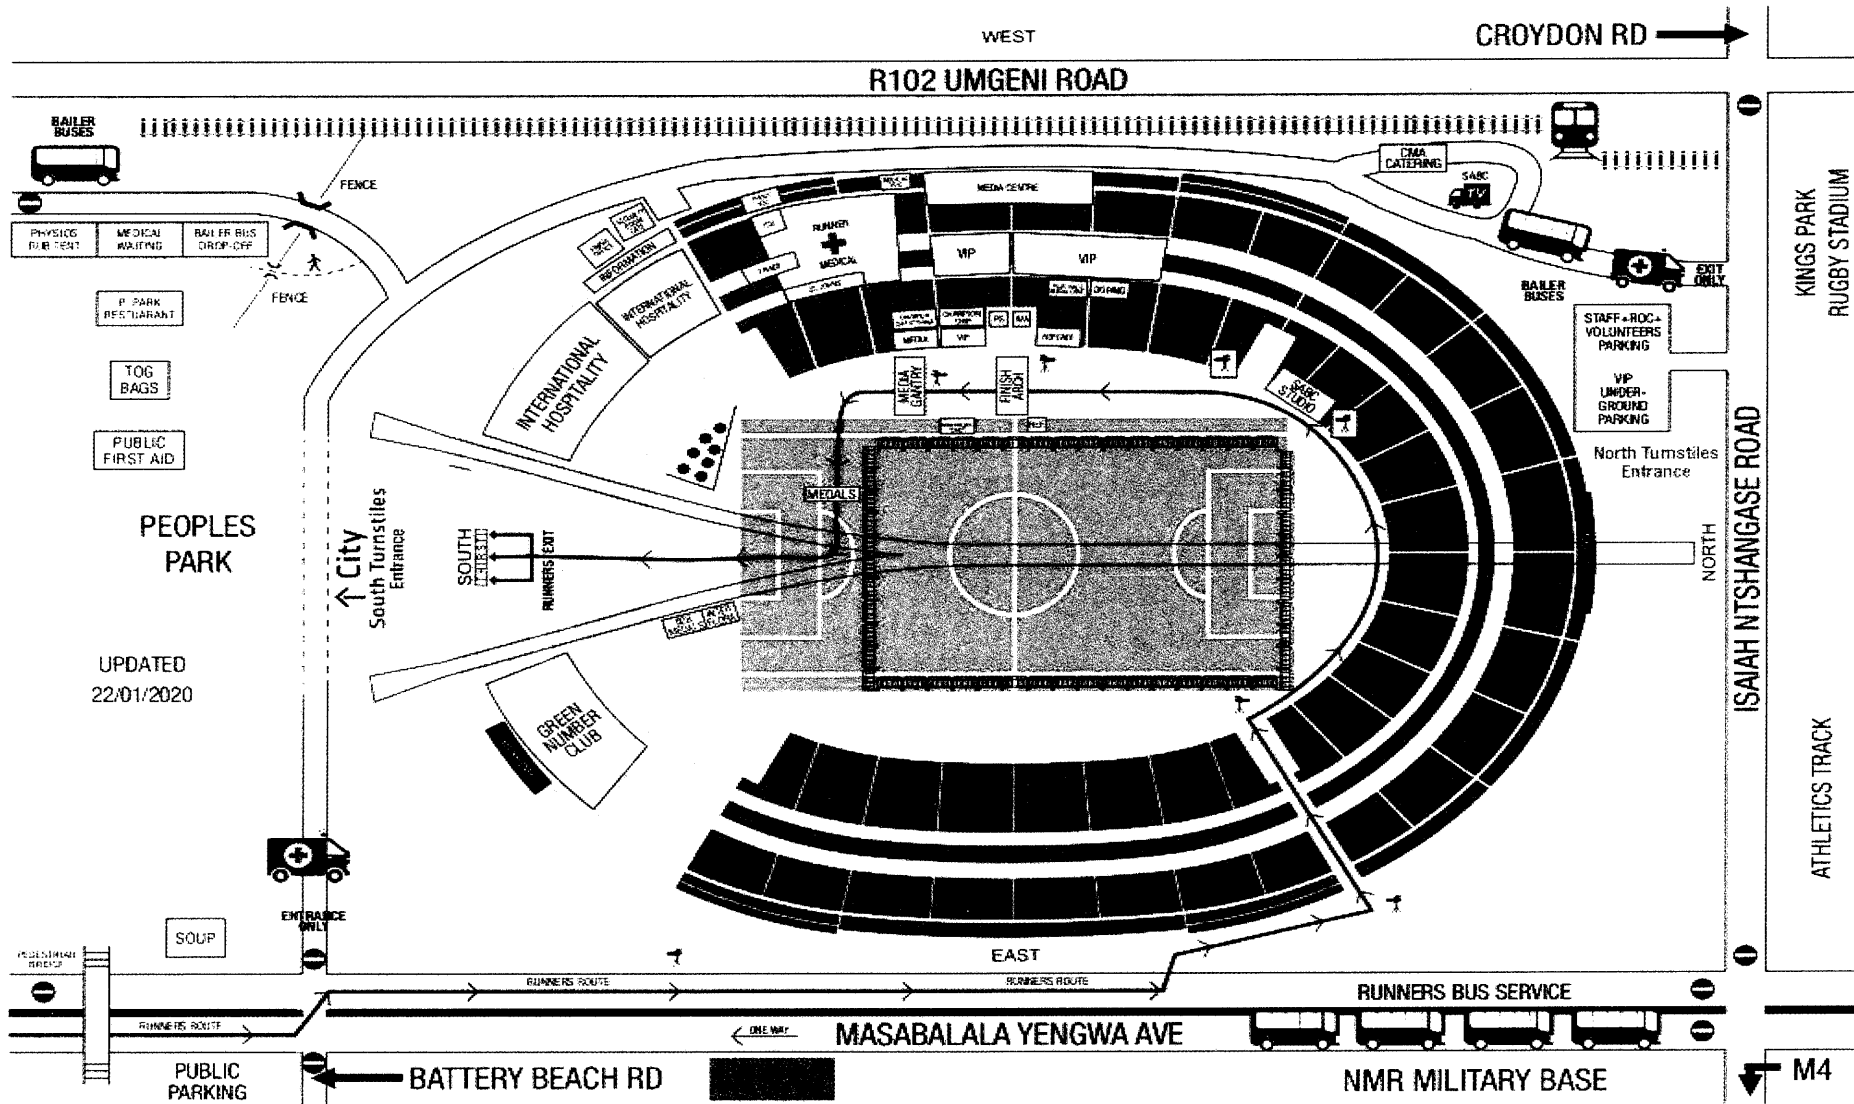 WEST
CROYDON RD
R102 UMGENI ROAD
BAILER
BUSES
FENCE
PHYSIOS
RUB TENT
MEDICAL
WAITING
BAILER BUS
DROP-OFF
FENCE
P. PARK
RESTUARANT
TOG
BAGS
PUBLIC
FIRST AID
PEOPLES
PARK
UPDATED
22/01/2020
City
South Turnstiles
Entrance
SOUTH
RUNNERS EXIT
INFORMATION
INTERNATIONAL
HOSPITALITY
INTERNATIONAL
HOSPITALITY
RUNNER
MEDICAL
MEDIA CENTRE
VIP
VIP
DOPING
MEDIA
VIP
MEDIA
GANTRY
FINISH
ARCH
SABC
STUDIO
MEDALS
GREEN
NUMBER
CLUB
CMA
CATERING
SABC
TV
BAILER
BUSES
EXIT
ONLY
STAFF+ROC+
VOLUNTEERS
PARKING
VIP
UNDER-
GROUND
PARKING
North Turnstiles
Entrance
NORTH
ISAIAH NTSHANGASE ROAD
KINGS PARK
RUGBY STADIUM
ATHLETICS TRACK
ENTRANCE
ONLY
SOUP
PEDESTRIAN
BRIDGE
EAST
RUNNERS ROUTE
RUNNERS ROUTE
RUNNERS BUS SERVICE
RUNNERS ROUTE
ONE WAY
MASABALALA YENGWA AVE
PUBLIC
PARKING
BATTERY BEACH RD
NMR MILITARY BASE
M4